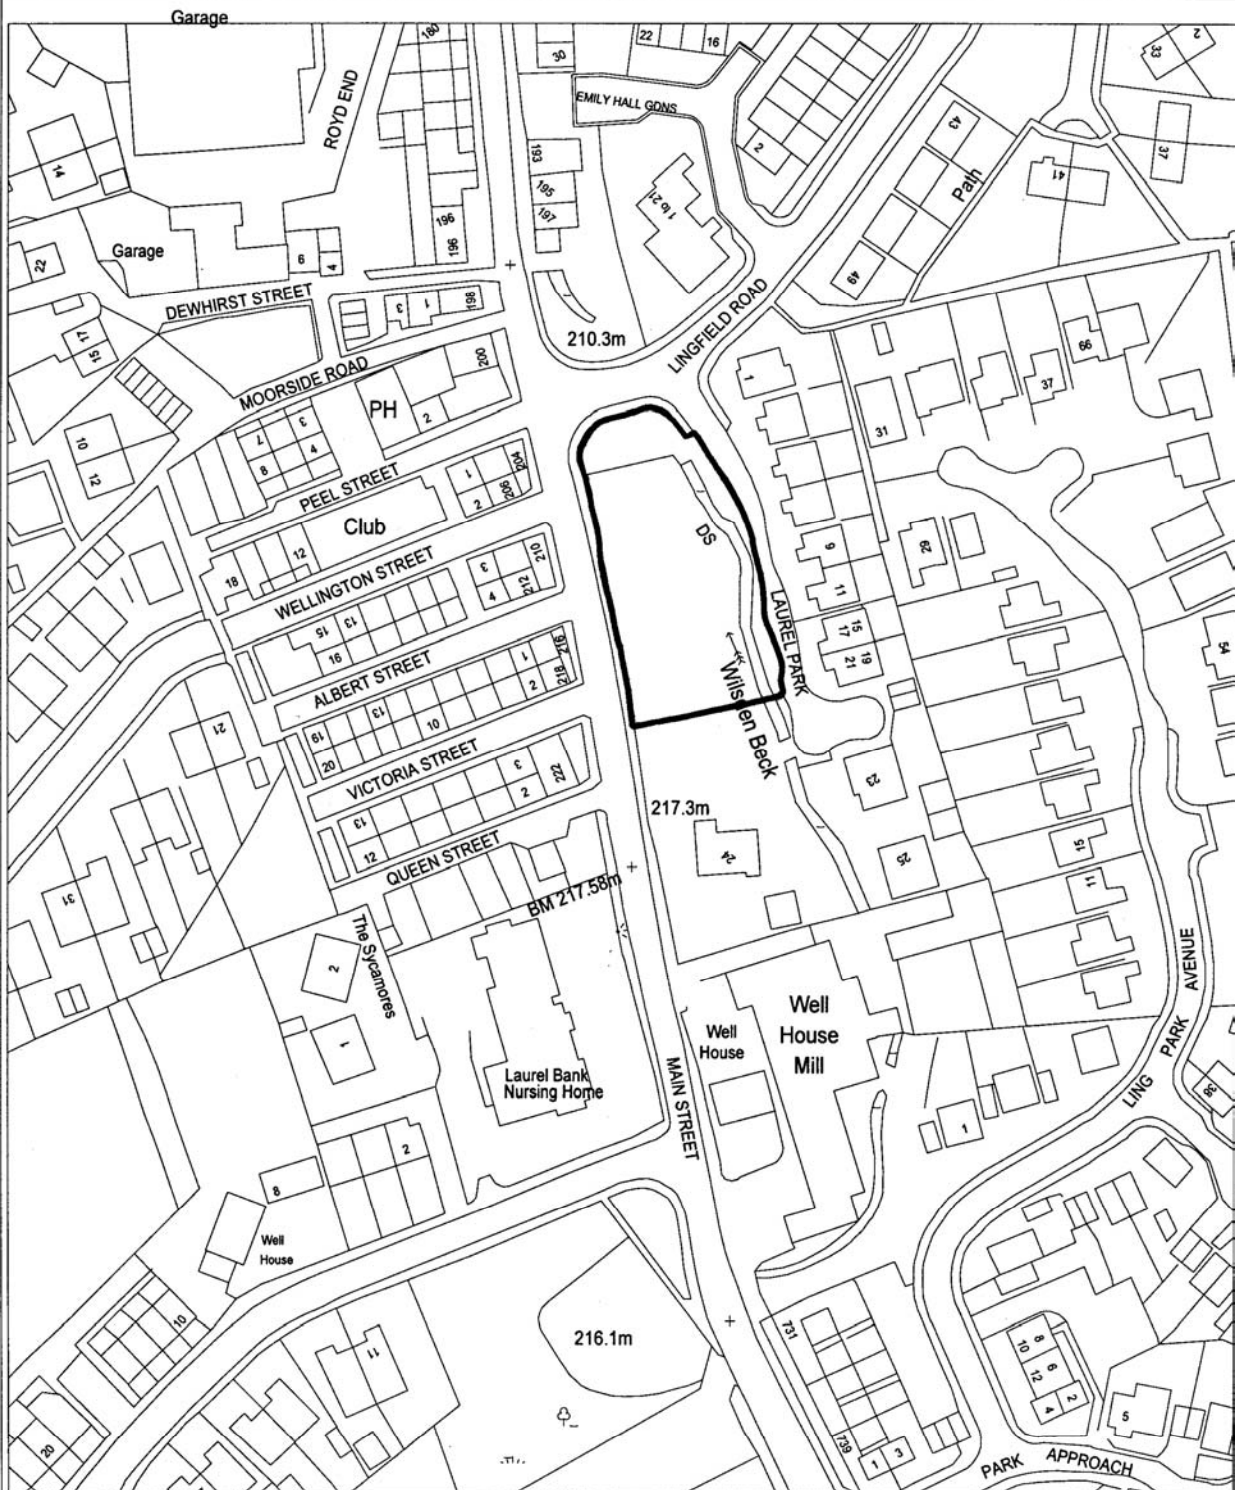 Garage
180
30
22
16
33
2
ROYD END
EMILY HALL GDNS
43
37
14
193
2
41
Path
195
1 to 21
197
196
Garage
196
22
6
4
49
DEWHIRST STREET
LINGFIELD ROAD
3
1
198
15 17
210.3m
66
MOORSIDE ROAD
200
1
37
PH
3
2
31
10
7
4
12
8
204
PEEL STREET
1
206
2
DS
Club
9
29
12
210
18
WELLINGTON STREET
3
212
4
11
13
15
LAUREL PARK
15
17
19
21
16
216
54
ALBERT STREET
1
218
2
Wilsden Beck
13
21
10
19
20
VICTORIA STREET
3
222
2
23
217.3m
13
12
24
15
QUEEN STREET
25
31
BM 217.58m
11
The Sycamores
2
AVENUE
Well
House
Mill
Well
House
1
PARK
MAIN STREET
Laurel Bank
Nursing Home
LING
38
1
2
8
Well
House
10
216.1m
731
11
8
10
6
12
2
4
5
20
739
3
1
PARK APPROACH